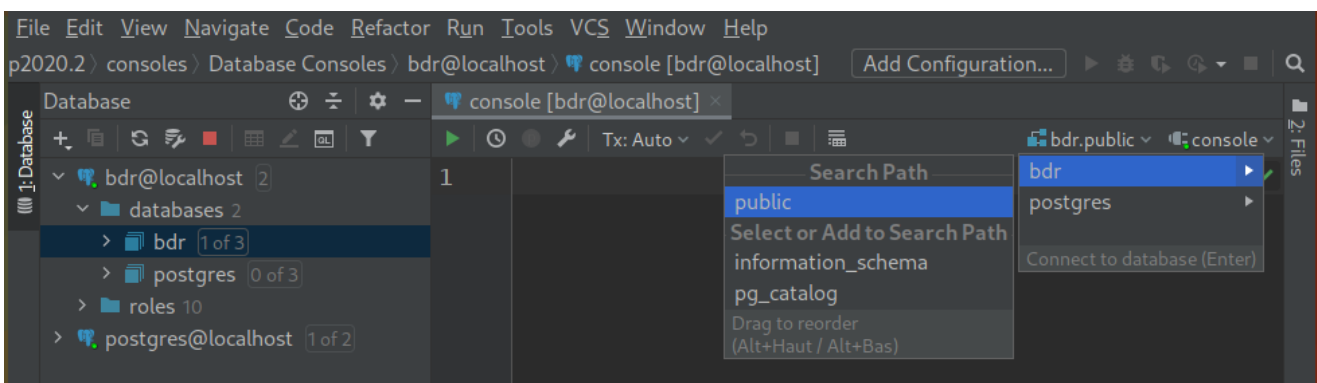 File Edit View Navigate Code Refactor Run Tools VCS Window Help
p2020.2 〉 consoles 〉 Database Consoles 〉 bdr@localhost 〉 console [bdr@localhost] Add Configuration...
Database console [bdr@localhost]
1: Database
QL Tx: Auto bdr.public console
2: Files
bdr@localhost 2
1
databases 2
bdr 1 of 3
postgres 0 of 3
roles 10
postgres@localhost 1 of 2
Search Path
public
Select or Add to Search Path
information_schema
pg_catalog
Drag to reorder
(Alt+Haut / Alt+Bas)
bdr
postgres
Connect to database (Enter)